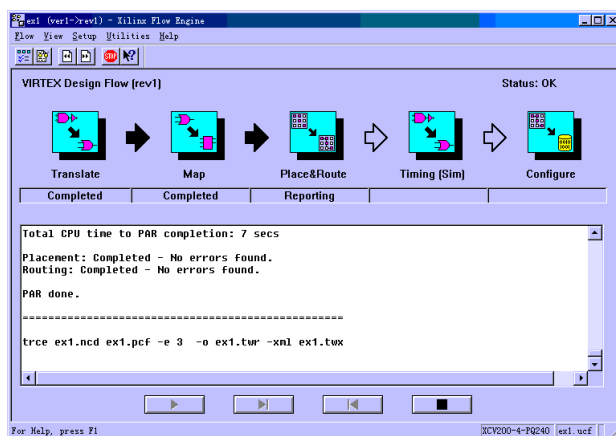 ex1 (ver1->rev1) - Xilinx Flow Engine
Flow View Setup Utilities Help
STOP
VIRTEX Design Flow (rev1) Status: OK
Translate Map Place&Route Timing (Sim) Configure
Completed Completed Reporting
Total CPU time to PAR completion: 7 secs
Placement: Completed - No errors found.
Routing: Completed - No errors found.
PAR done.
==================================================
trce ex1.ncd ex1.pcf -e 3 -o ex1.twr -xml ex1.twx
For Help, press F1 XCV200-4-PQ240 ex1.ucf